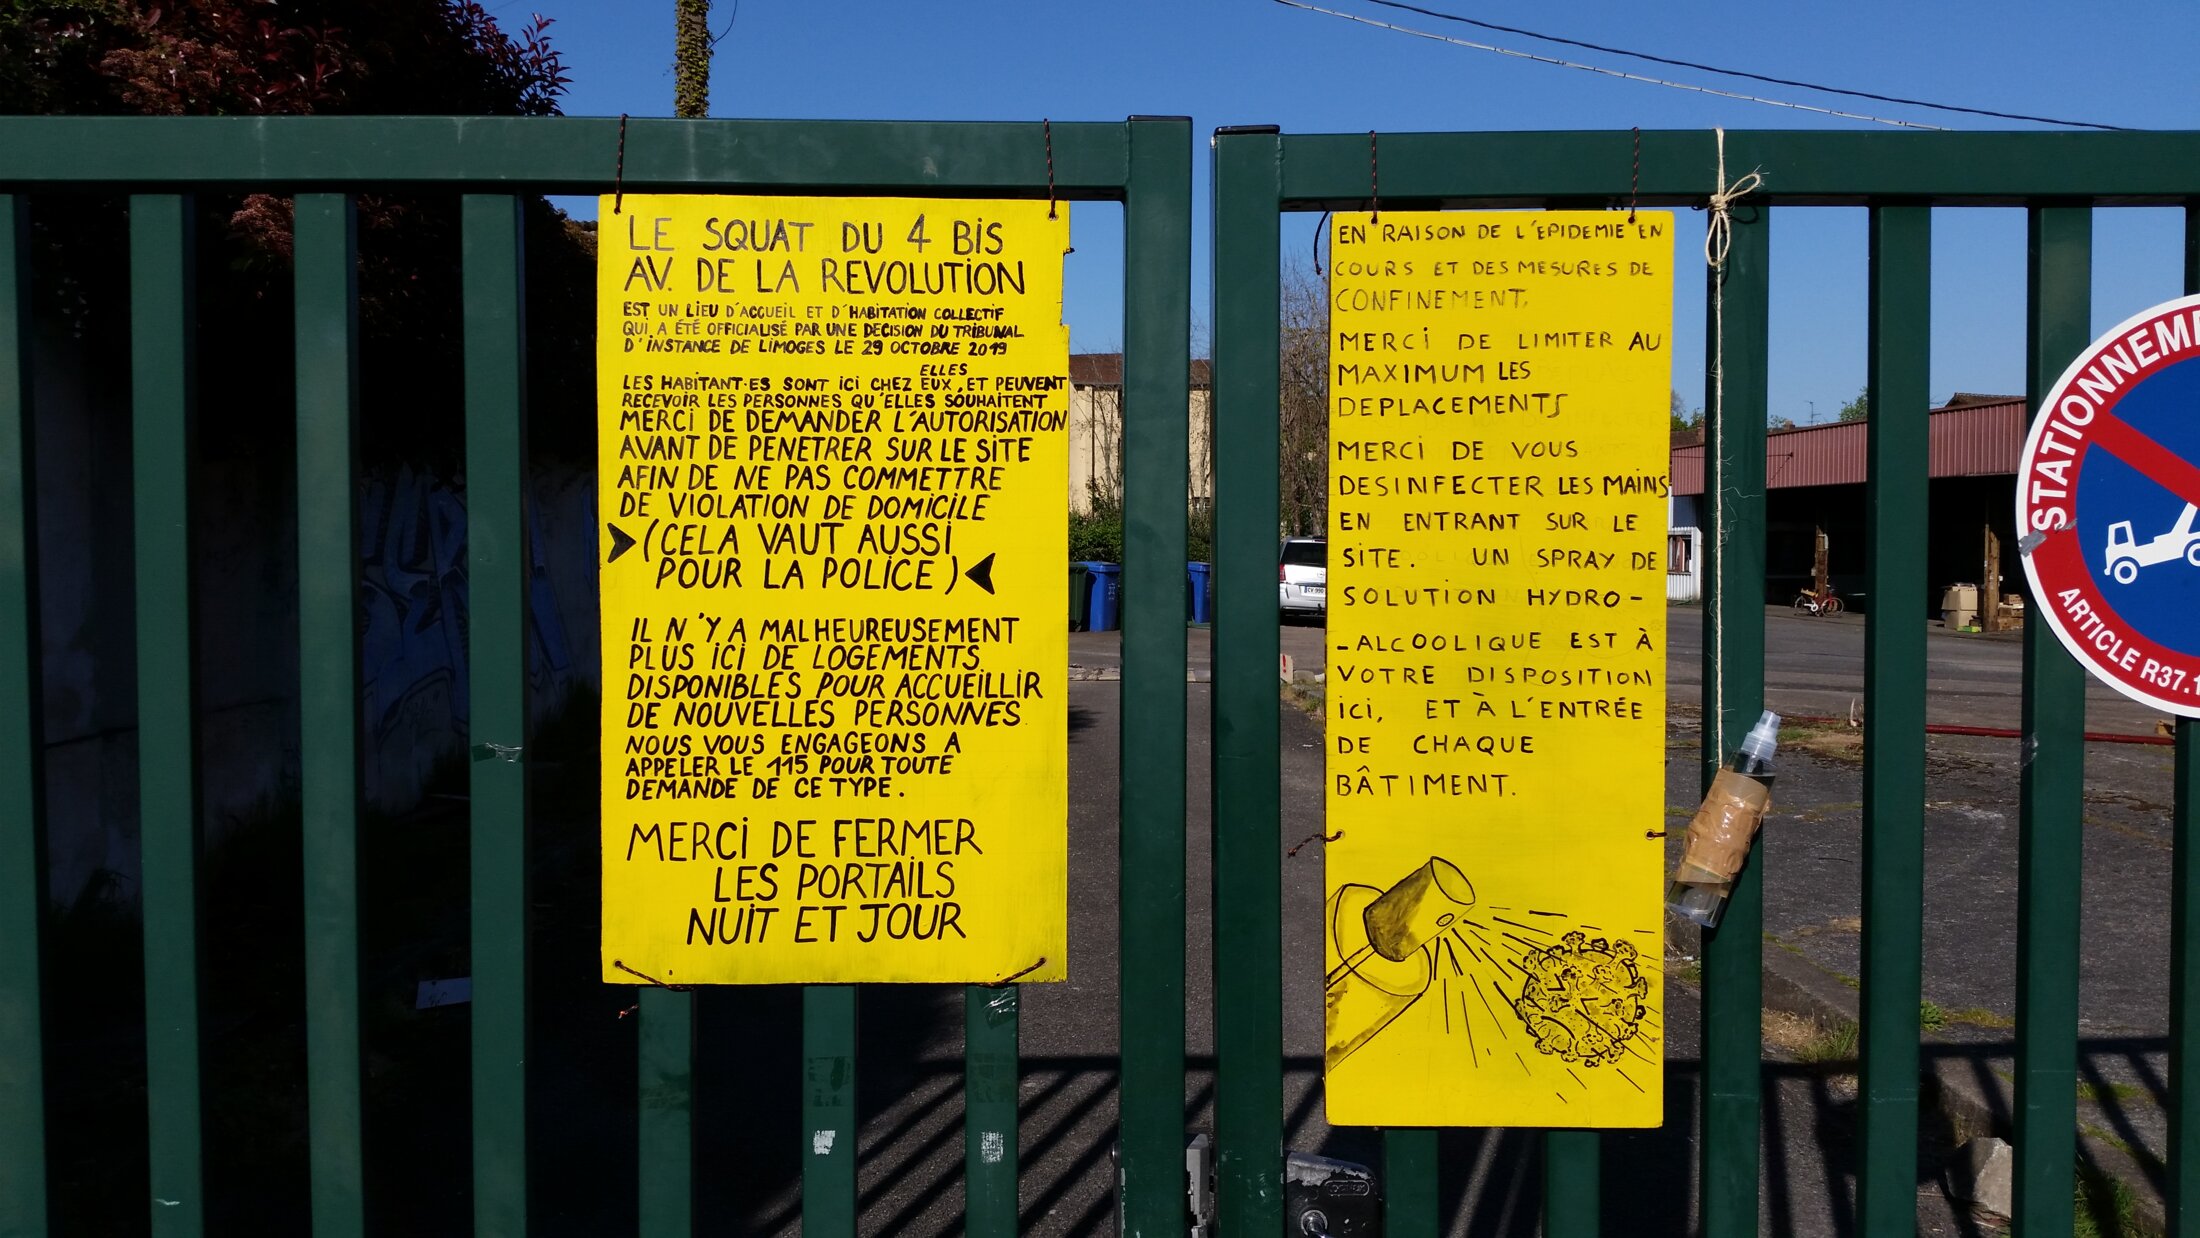 LE SQUAT DU 4 BIS
AV. DE LA REVOLUTION
EST UN LIEU D'ACCUEIL ET D'HABITATION COLLECTIF
QUI A ÉTÉ OFFICIALISÉ PAR UNE DECISION DU TRIBUNAL
D'INSTANCE DE LIMOGES LE 29 OCTOBRE 2019
ELLES
LES HABITANT·ES SONT ICI CHEZ EUX, ET PEUVENT
RECEVOIR LES PERSONNES QU'ELLES SOUHAITENT
MERCI DE DEMANDER L'AUTORISATION
AVANT DE PENETRER SUR LE SITE
AFIN DE NE PAS COMMETTRE
DE VIOLATION DE DOMICILE
(CELA VAUT AUSSI
POUR LA POLICE)
IL N'Y A MALHEUREUSEMENT
PLUS ICI DE LOGEMENTS
DISPONIBLES POUR ACCUEILLIR
DE NOUVELLES PERSONNES
NOUS VOUS ENGAGEONS A
APPELER LE 115 POUR TOUTE
DEMANDE DE CE TYPE.
MERCI DE FERMER
LES PORTAILS
NUIT ET JOUR
EN RAISON DE L'EPIDEMIE EN
COURS ET DES MESURES DE
CONFINEMENT,
MERCI DE LIMITER AU
MAXIMUM LES
DEPLACEMENTS
MERCI DE VOUS
DESINFECTER LES MAINS
EN ENTRANT SUR LE
SITE. UN SPRAY DE
SOLUTION HYDRO-
-ALCOOLIQUE EST À
VOTRE DISPOSITION
ICI, ET À L'ENTRÉE
DE CHAQUE
BÂTIMENT.
STATIONNEM
ARTICLE R37.1